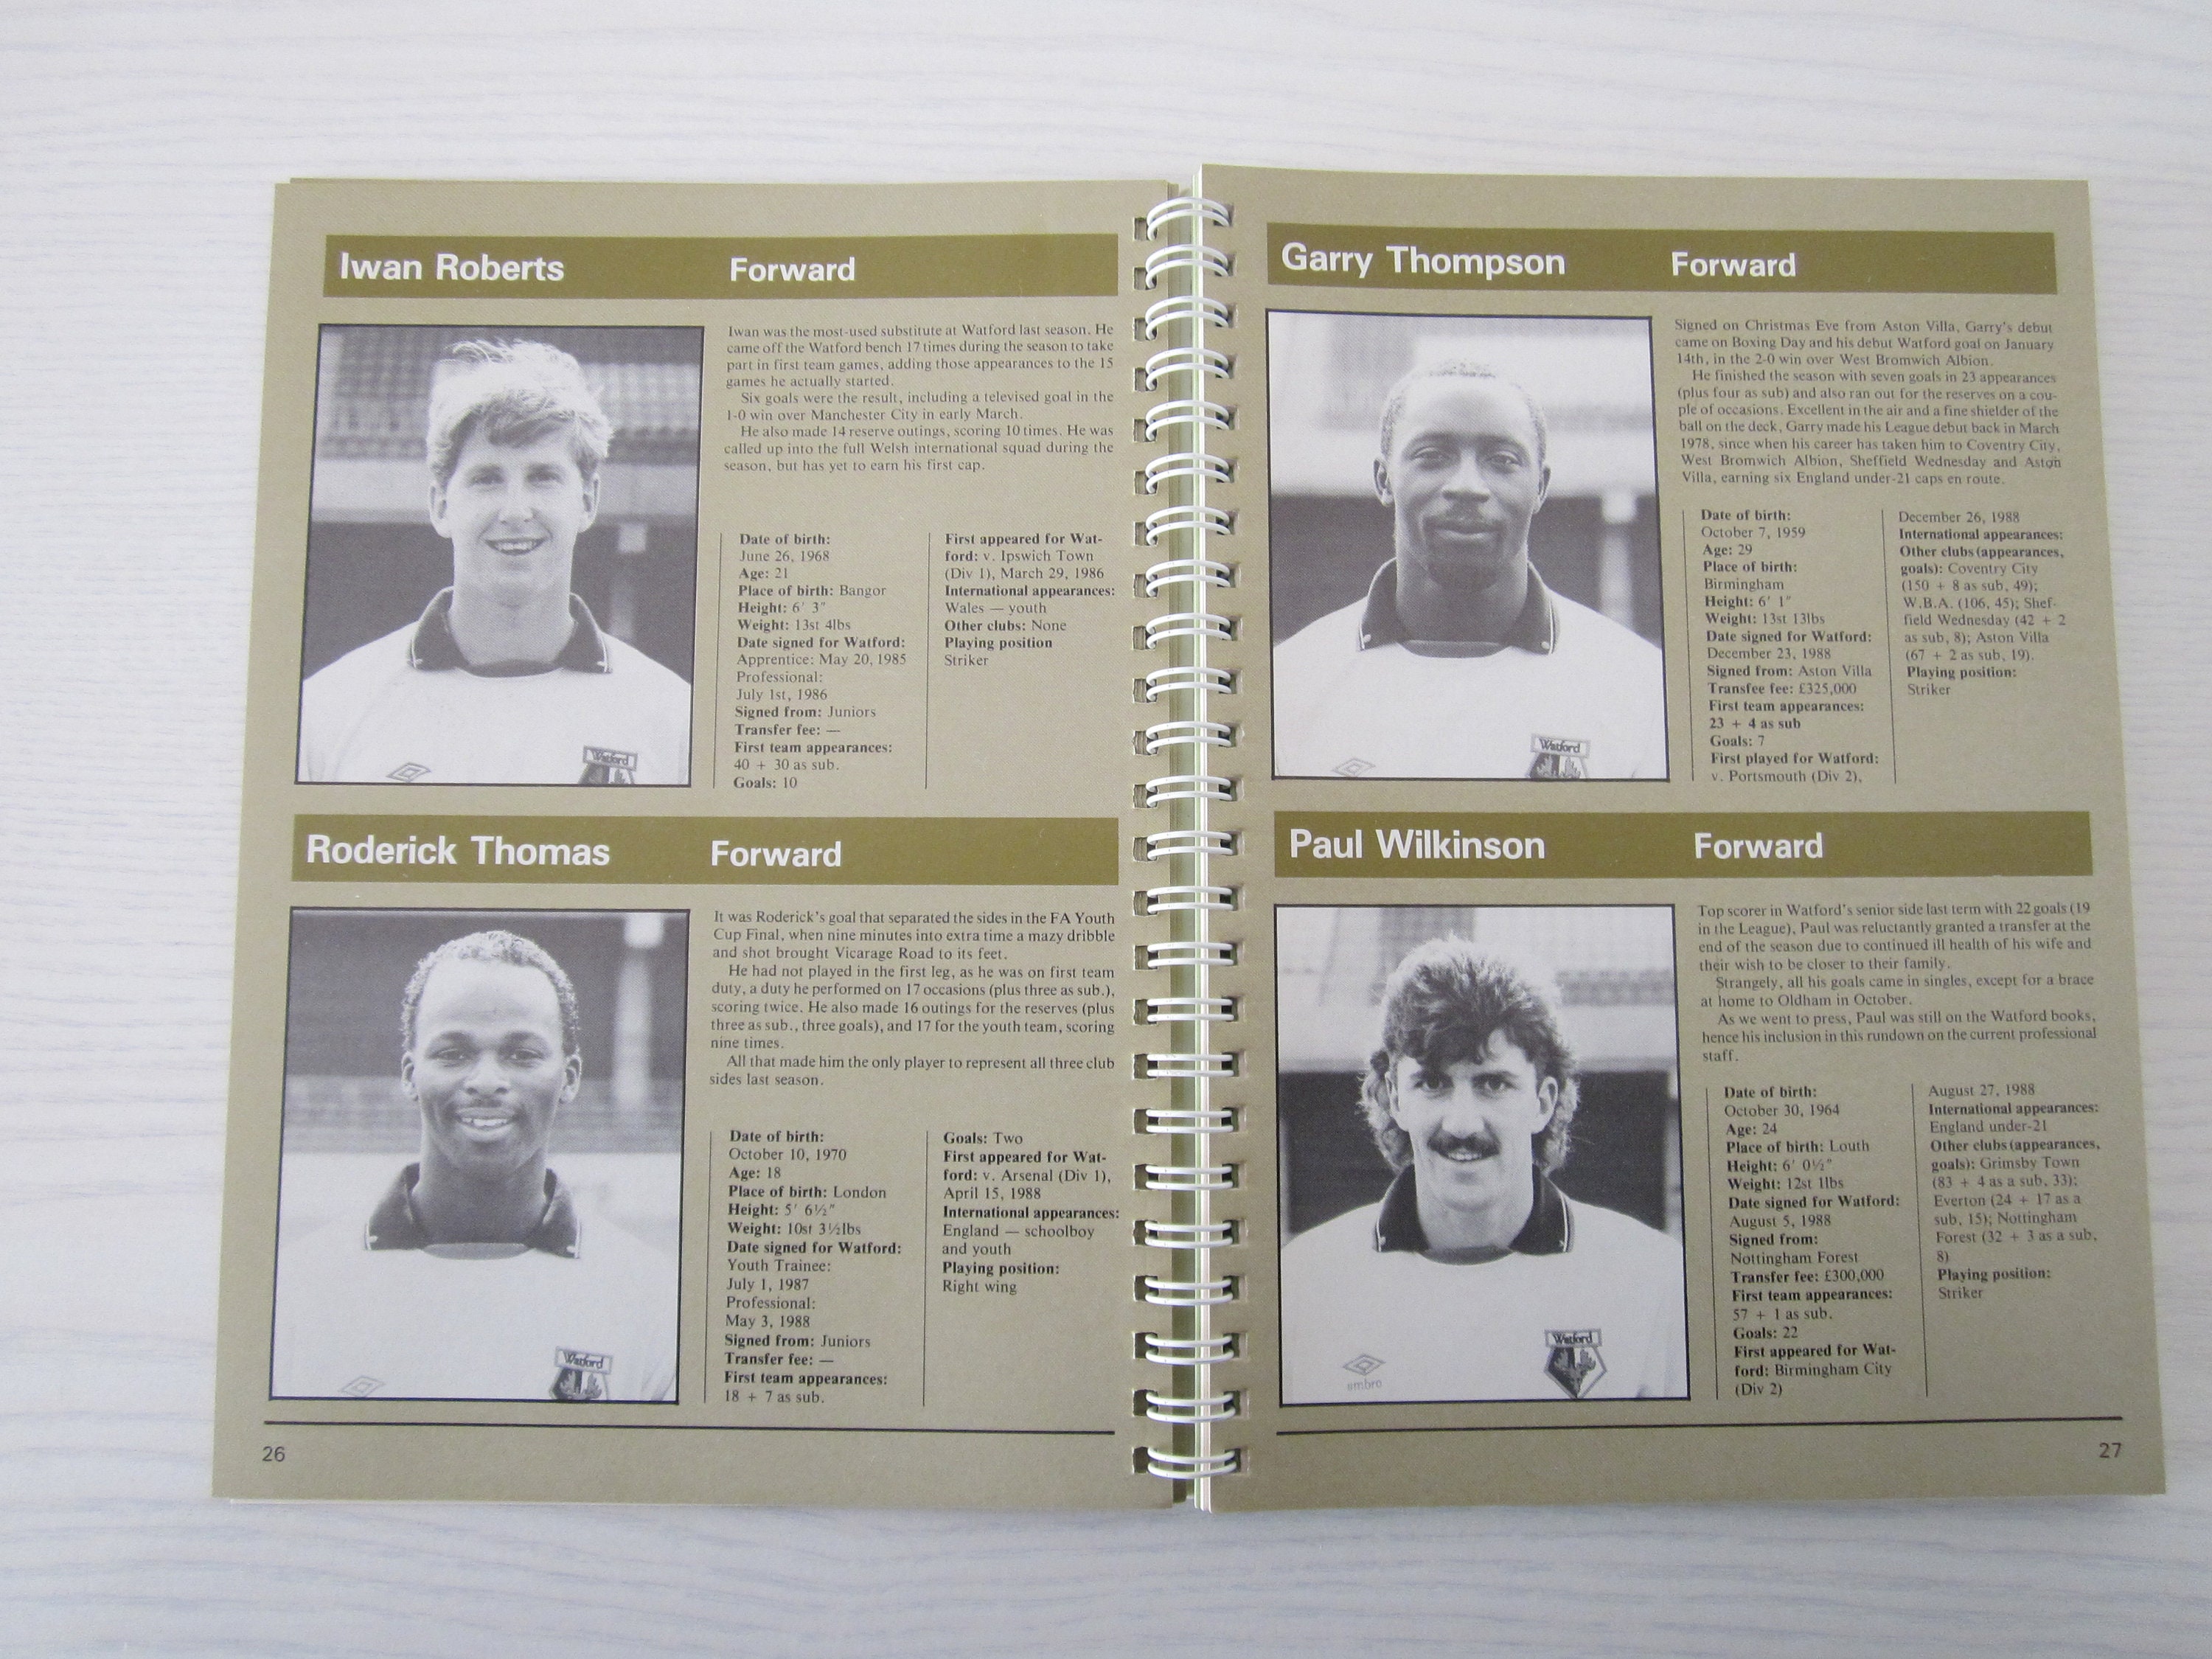 Iwan Roberts Forward
Iwan was the most-used substitute at Watford last season. He
came off the Watford bench 17 times during the season to take
part in first team games, adding those appearances to the 15
games he actually started.
Six goals were the result, including a televised goal in the
1-0 win over Manchester City in early March.
He also made 14 reserve outings, scoring 10 times. He was
called up into the full Welsh international squad during the
season, but has yet to earn his first cap.
Date of birth:
June 26, 1968
Age: 21
Place of birth: Bangor
Height: 6' 3"
Weight: 13st 4lbs
Date signed for Watford:
Apprentice: May 20, 1985
Professional:
July 1st, 1986
Signed from: Juniors
Transfer fee: —
First team appearances:
40 + 30 as sub.
Goals: 10
First appeared for Wat-
ford: v. Ipswich Town
(Div 1), March 29, 1986
International appearances:
Wales — youth
Other clubs: None
Playing position
Striker
Watford
Roderick Thomas Forward
It was Roderick's goal that separated the sides in the FA Youth
Cup Final, when nine minutes into extra time a mazy dribble
and shot brought Vicarage Road to its feet.
He had not played in the first leg, as he was on first team
duty, a duty he performed on 17 occasions (plus three as sub.),
scoring twice. He also made 16 outings for the reserves (plus
three as sub., three goals), and 17 for the youth team, scoring
nine times.
All that made him the only player to represent all three club
sides last season.
Date of birth:
October 10, 1970
Age: 18
Place of birth: London
Height: 5' 6½"
Weight: 10st 3½lbs
Date signed for Watford:
Youth Trainee:
July 1, 1987
Professional:
May 3, 1988
Signed from: Juniors
Transfer fee: —
First team appearances:
18 + 7 as sub.
Goals: Two
First appeared for Wat-
ford: v. Arsenal (Div 1),
April 15, 1988
International appearances:
England — schoolboy
and youth
Playing position:
Right wing
Watford
26
Garry Thompson Forward
Signed on Christmas Eve from Aston Villa, Garry's debut
came on Boxing Day and his debut Watford goal on January
14th, in the 2-0 win over West Bromwich Albion.
He finished the season with seven goals in 23 appearances
(plus four as sub) and also ran out for the reserves on a cou-
ple of occasions. Excellent in the air and a fine shielder of the
ball on the deck, Garry made his League debut back in March
1978, since when his career has taken him to Coventry City,
West Bromwich Albion, Sheffield Wednesday and Aston
Villa, earning six England under-21 caps en route.
Date of birth:
October 7, 1959
Age: 29
Place of birth:
Birmingham
Height: 6' 1"
Weight: 13st 13lbs
Date signed for Watford:
December 23, 1988
Signed from: Aston Villa
Transfee fee: £325,000
First team appearances:
23 + 4 as sub
Goals: 7
First played for Watford:
v. Portsmouth (Div 2),
December 26, 1988
International appearances:
Other clubs (appearances,
goals): Coventry City
(150 + 8 as sub, 49);
W.B.A. (106, 45); Shef-
field Wednesday (42 + 2
as sub, 8); Aston Villa
(67 + 2 as sub, 19).
Playing position:
Striker
Watford
Paul Wilkinson Forward
Top scorer in Watford's senior side last term with 22 goals (19
in the League), Paul was reluctantly granted a transfer at the
end of the season due to continued ill health of his wife and
their wish to be closer to their family.
Strangely, all his goals came in singles, except for a brace
at home to Oldham in October.
As we went to press, Paul was still on the Watford books,
hence his inclusion in this rundown on the current professional
staff.
Date of birth:
October 30, 1964
Age: 24
Place of birth: Louth
Height: 6' 0½"
Weight: 12st 1lbs
Date signed for Watford:
August 5, 1988
Signed from:
Nottingham Forest
Transfer fee: £300,000
First team appearances:
57 + 1 as sub.
Goals: 22
First appeared for Wat-
ford: Birmingham City
(Div 2)
August 27, 1988
International appearances:
England under-21
Other clubs (appearances,
goals): Grimsby Town
(83 + 4 as a sub, 33);
Everton (24 + 17 as a
sub, 15); Nottingham
Forest (32 + 3 as a sub,
8)
Playing position:
Striker
umbro
Watford
27